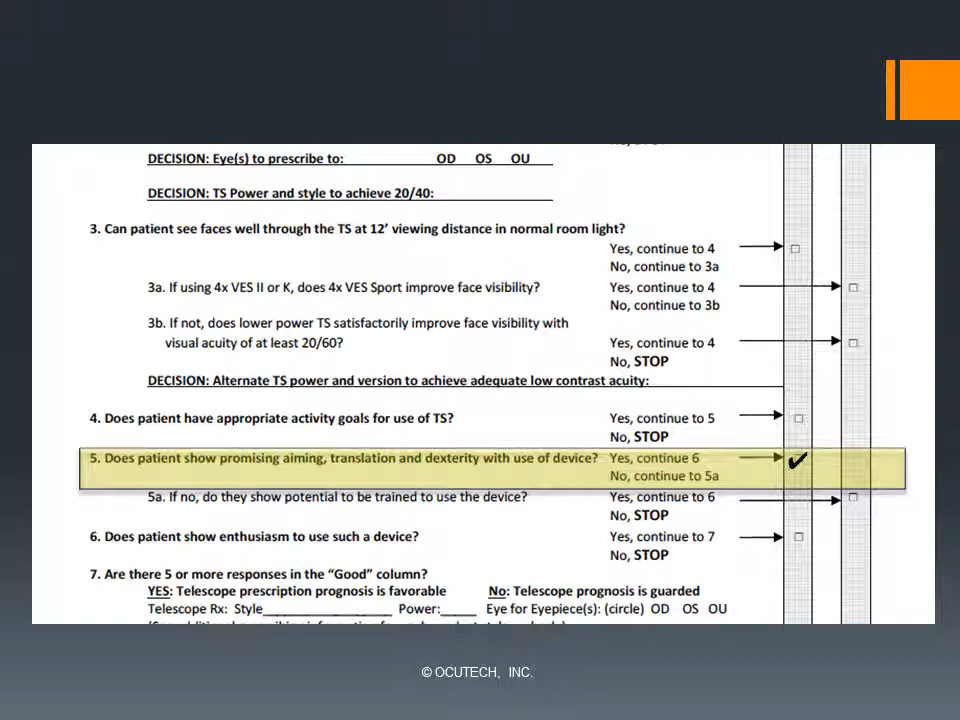 DECISION: Eye(s) to prescribe to: OD OS OU
DECISION: TS Power and style to achieve 20/40:
3. Can patient see faces well through the TS at 12' viewing distance in normal room light?
Yes, continue to 4
No, continue to 3a
3a. If using 4x VES II or K, does 4x VES Sport improve face visibility? Yes, continue to 4
No, continue to 3b
3b. If not, does lower power TS satisfactorily improve face visibility with
visual acuity of at least 20/60? Yes, continue to 4
No, STOP
DECISION: Alternate TS power and version to achieve adequate low contrast acuity:
4. Does patient have appropriate activity goals for use of TS? Yes, continue to 5
No, STOP
5. Does patient show promising aiming, translation and dexterity with use of device? Yes, continue 6
No, continue to 5a
5a. If no, do they show potential to be trained to use the device? Yes, continue to 6
No, STOP
6. Does patient show enthusiasm to use such a device? Yes, continue to 7
No, STOP
7. Are there 5 or more responses in the “Good” column?
YES: Telescope prescription prognosis is favorable No: Telescope prognosis is guarded
Telescope Rx: Style Power: Eye for Eyepiece(s): (circle) OD OS OU
© OCUTECH, INC.